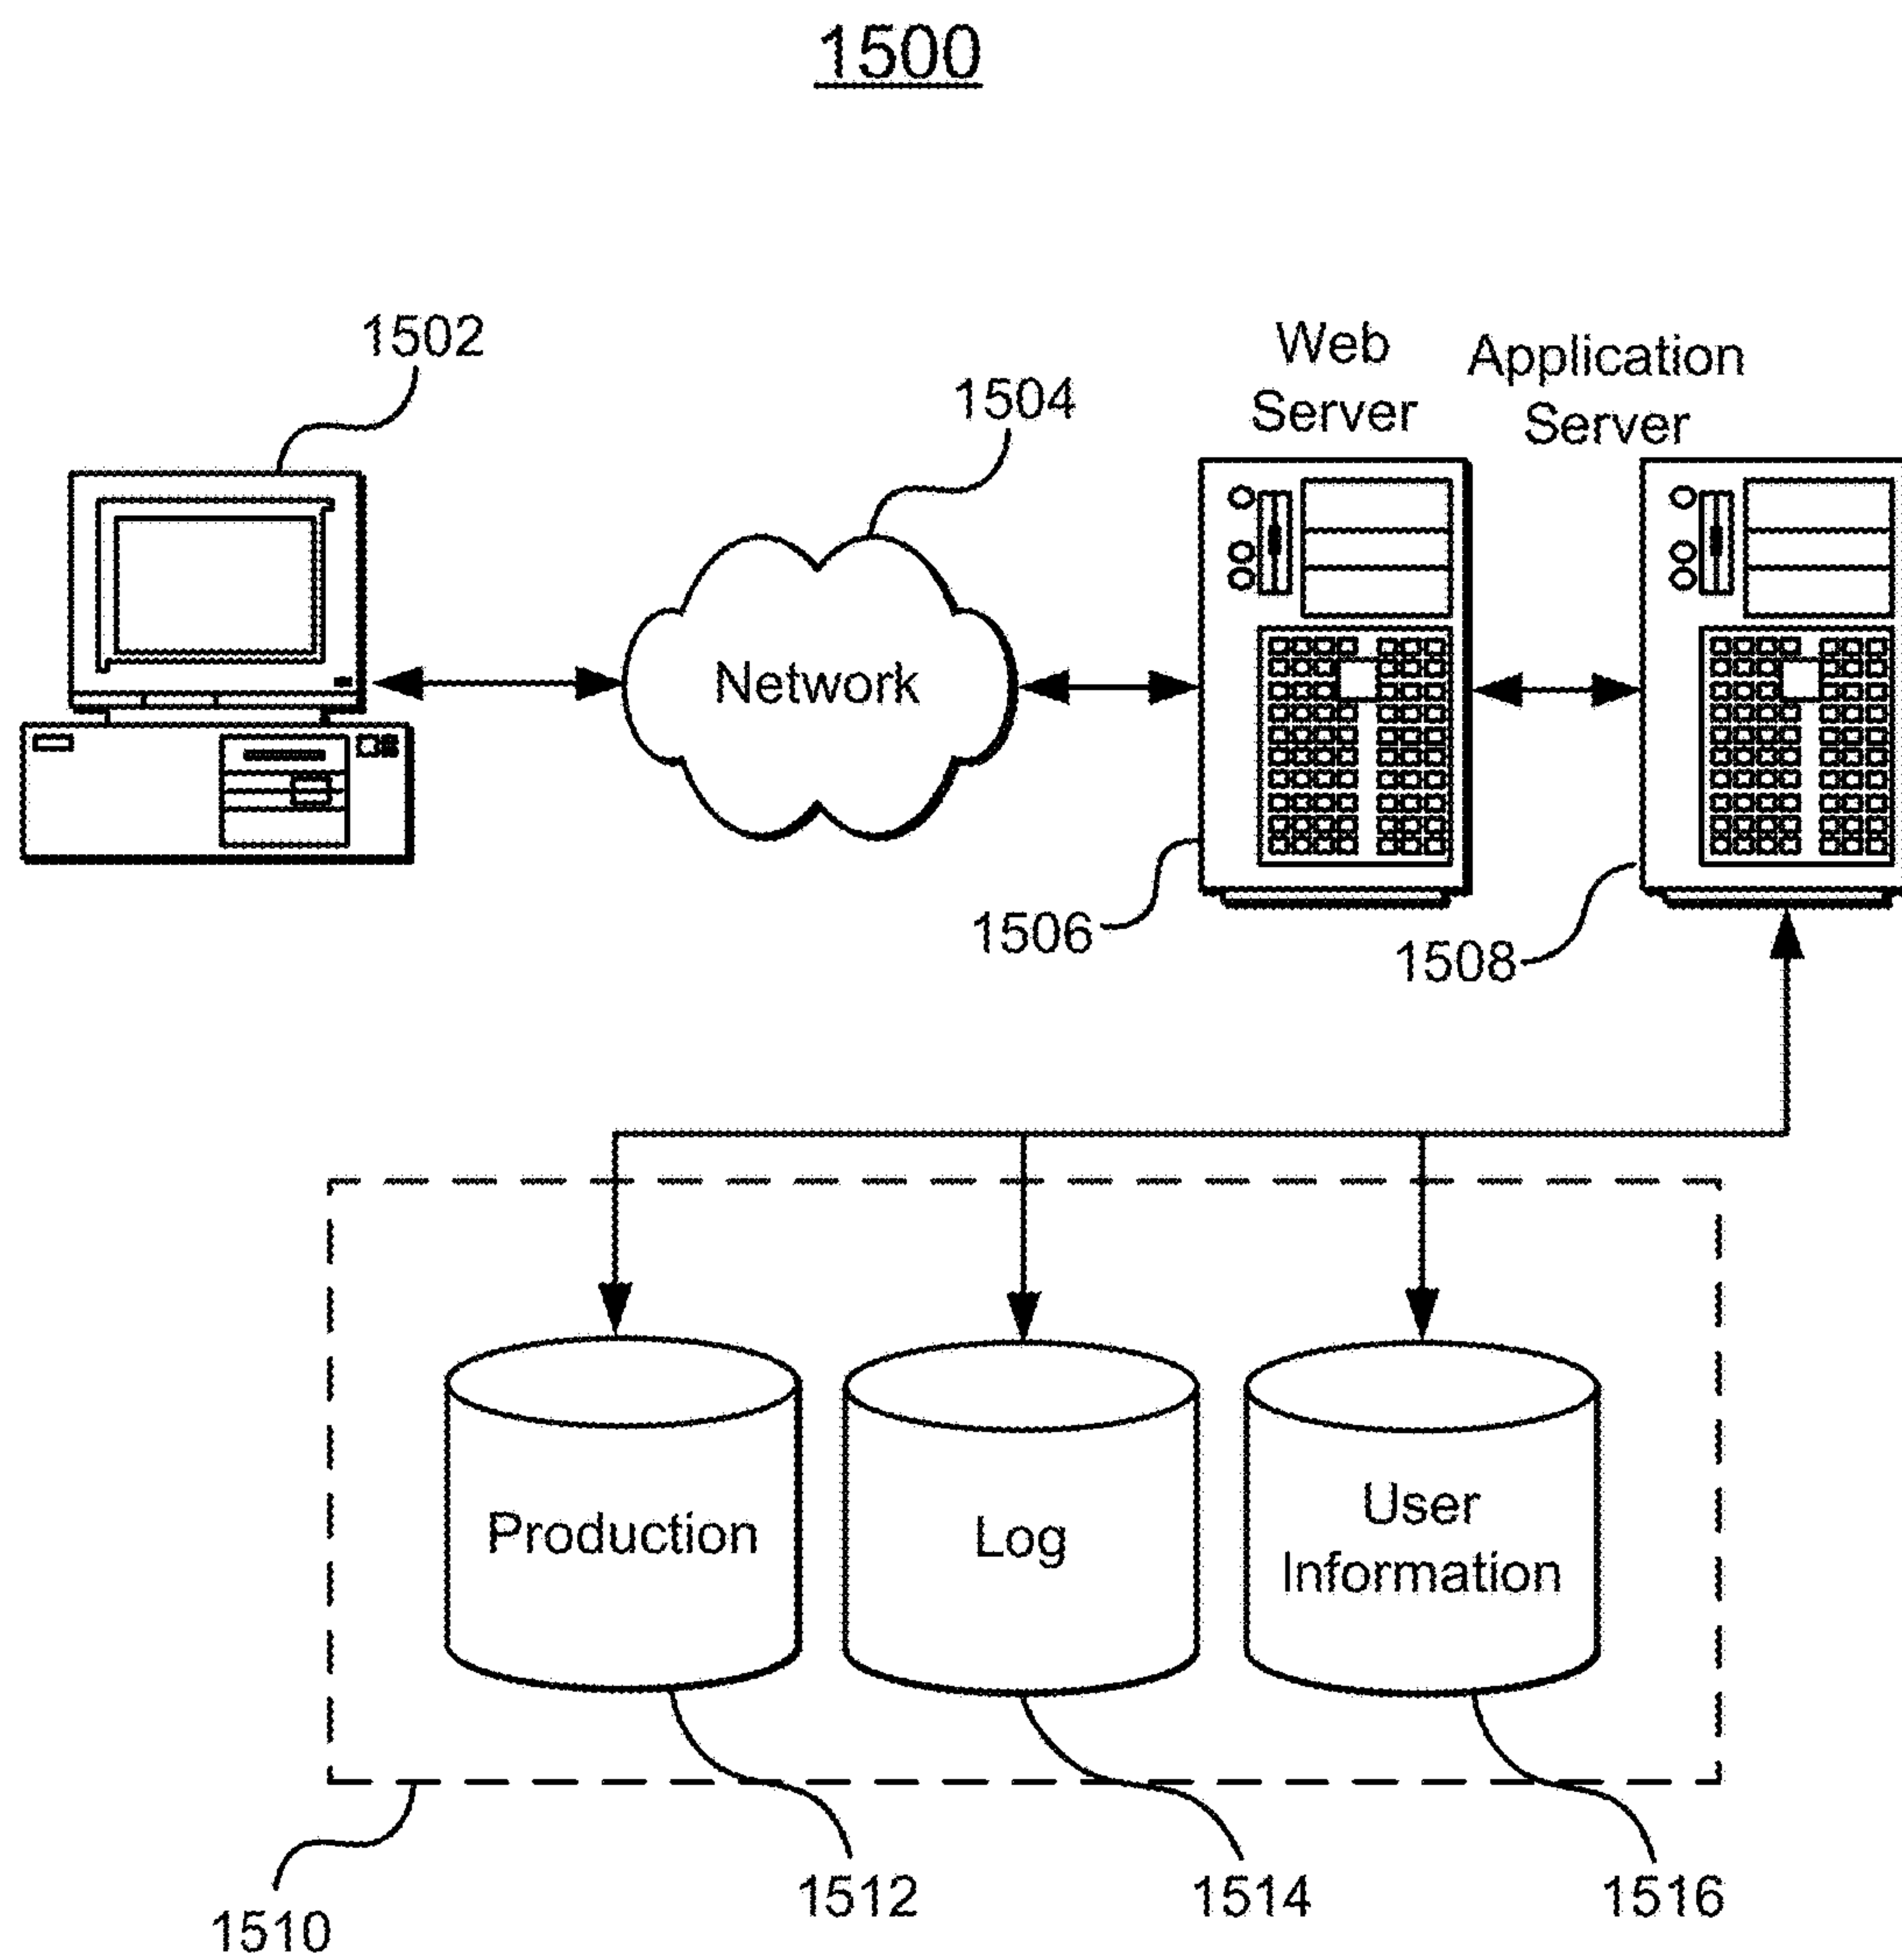 1500
1502
1504
Web
Server
Application
Server
Network
1506
1508
Production
Log
User
Information
1510
1512
1514
1516